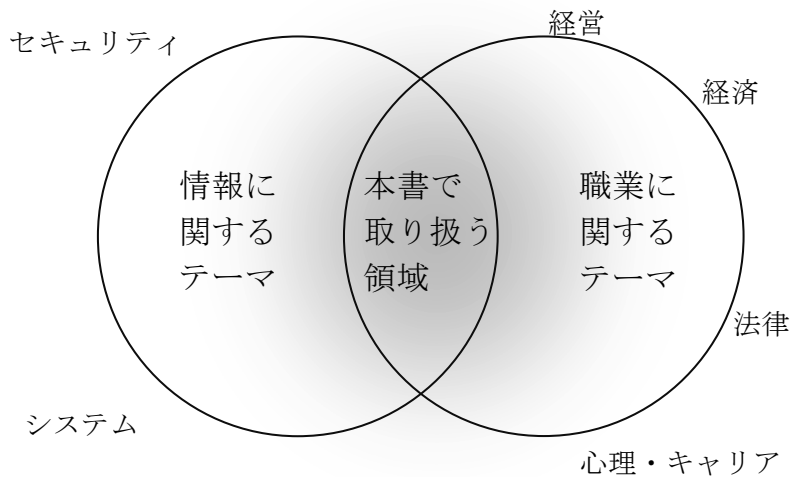 経営
セキュリティ
経済
情報に
関する
テーマ
本書で
取り扱う
領域
職業に
関する
テーマ
法律
システム
心理・キャリア